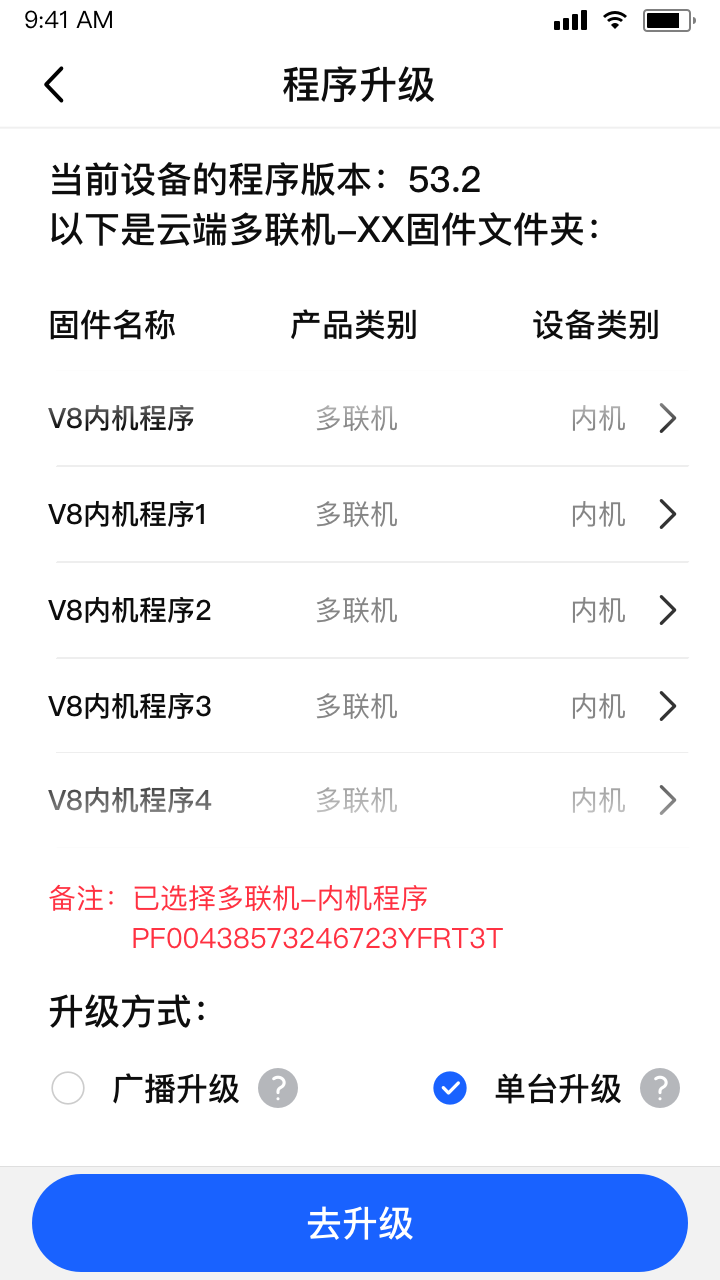 9:41 AM
程序升级
当前设备的程序版本：53.2
以下是云端多联机–XX固件文件夹：
固件名称 产品类别 设备类别
V8内机程序 多联机 内机
V8内机程序1 多联机 内机
V8内机程序2 多联机 内机
V8内机程序3 多联机 内机
V8内机程序4 多联机 内机
备注：已选择多联机–内机程序
PF00438573246723YFRT3T
升级方式：
广播升级 ? 单台升级 ?
去升级